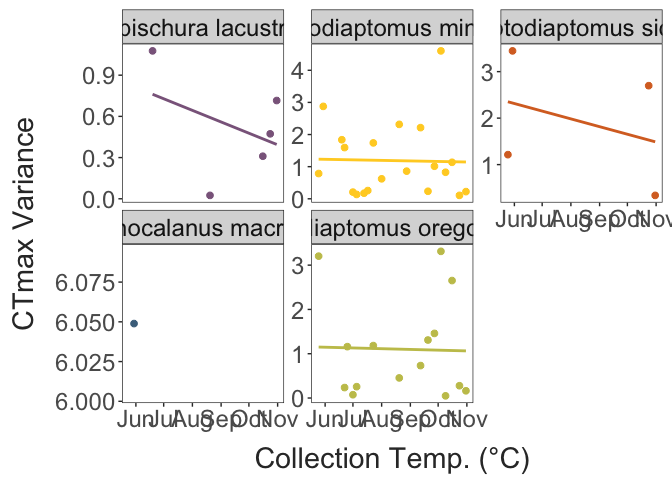 pischura lacustr
odiaptomus min
otodiaptomus sic
0.9
0.6
0.3
0.0
4
3
2
1
0
3
2
1
Jun Jul Aug Sep Oct Nov
nocalanus macr
diaptomus orego
6.075
6.050
6.025
6.000
3
2
1
0
Jun Jul Aug Sep Oct Nov
Jun Jul Aug Sep Oct Nov
CTmax Variance
Collection Temp. (°C)